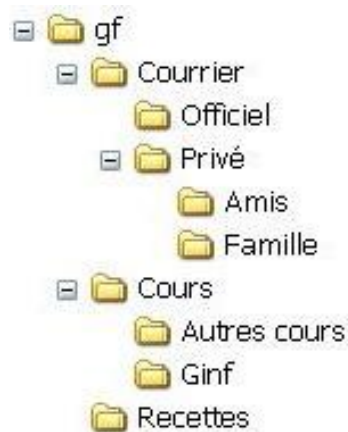 gf
Courrier
Officiel
Privé
Amis
Famille
Cours
Autres cours
Ginf
Recettes